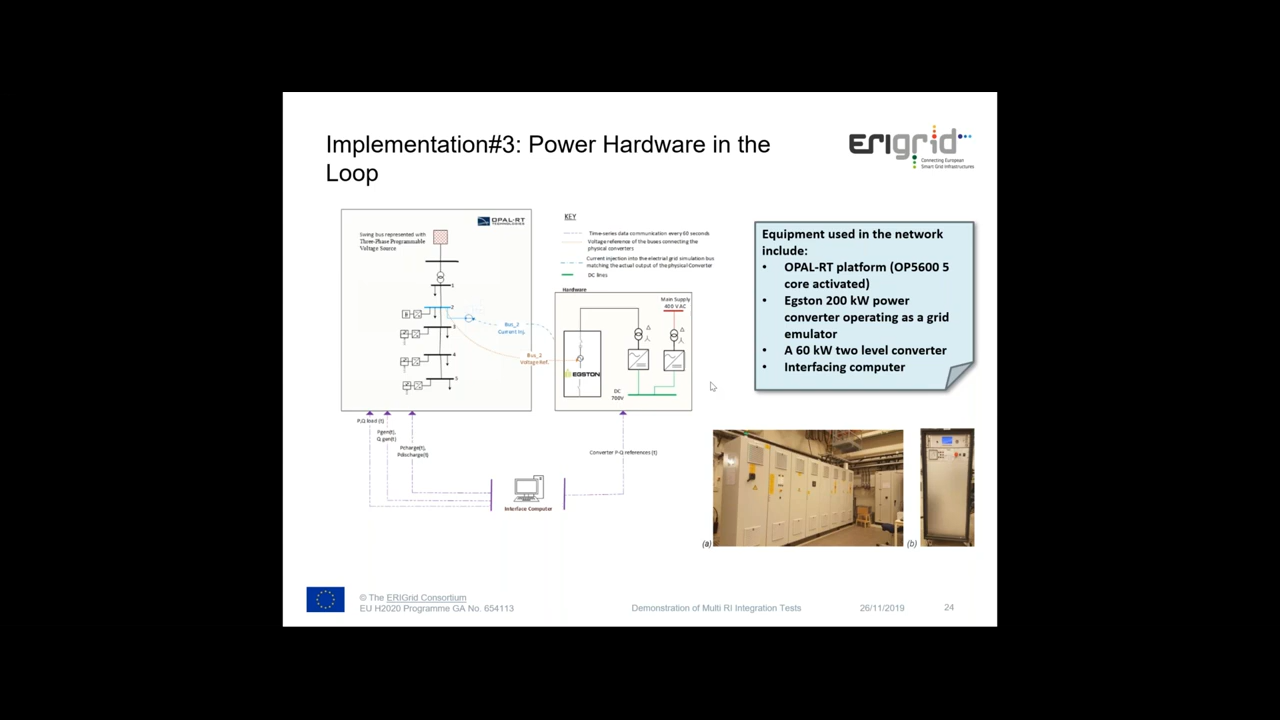 Implementation#3: Power Hardware in the
Loop
ERIgrid
Connecting European
Smart Grid Infrastructures
OPAL-RT
TECHNOLOGIES
Swing bus represented with
Three-Phase Programmable
Voltage Source
1
2
3
4
5
B
KEY
Time-series data communication every 60 seconds
Voltage reference of the buses connecting the
physical converters
Current injection into the electrical grid simulation bus
matching the actual output of the physical Converter
DC lines
Hardware
Main Supply
400 V AC
EGSTON
DC
700V
Bus_2
Current Inj.
Bus_2
Voltage Ref.
P,Q load (t)
Pgen(t),
Q gen(t)
Pcharge(t),
Pdischarge(t)
Converter P-Q references (t)
Interface Computer
Equipment used in the network
include:
• OPAL-RT platform (OP5600 5
core activated)
• Egston 200 kW power
converter operating as a grid
emulator
• A 60 kW two level converter
• Interfacing computer
(a)
(b)
© The ERIGrid Consortium
EU H2020 Programme GA No. 654113
Demonstration of Multi RI Integration Tests
26/11/2019
24